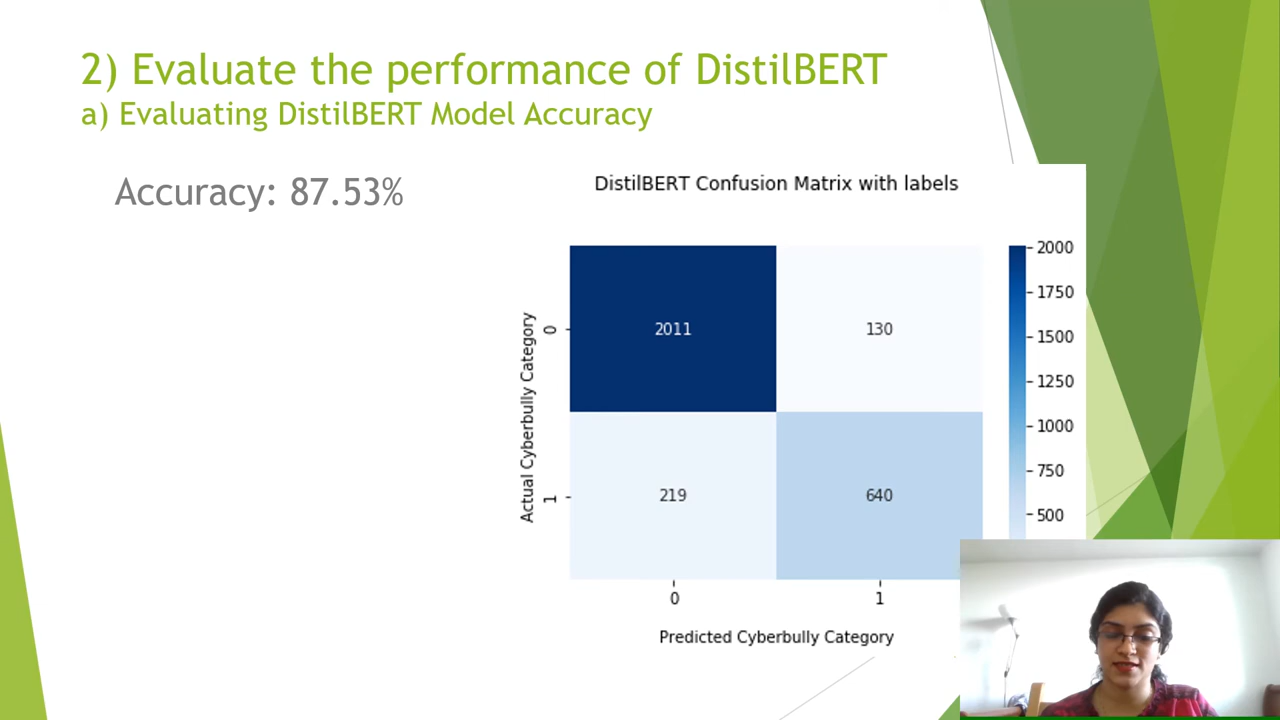 2) Evaluate the performance of DistilBERT
a) Evaluating DistilBERT Model Accuracy
Accuracy: 87.53%
DistilBERT Confusion Matrix with labels
Actual Cyberbully Category
0
1
2011
130
219
640
0
1
Predicted Cyberbully Category
2000
1750
1500
1250
1000
750
500